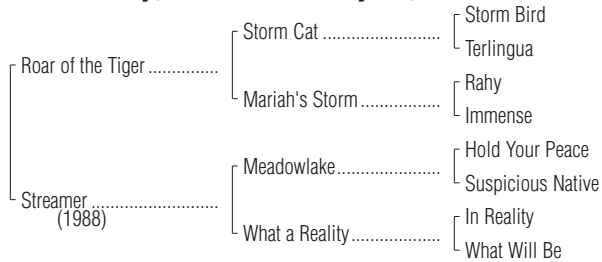 Storm Bird
Storm Cat ........................
Terlingua
Roar of the Tiger ...............
Rahy
Mariah's Storm .................
Immense
Hold Your Peace
Meadowlake......................
Suspicious Native
Streamer ...........................
(1988)
In Reality
What a Reality...................
What Will Be